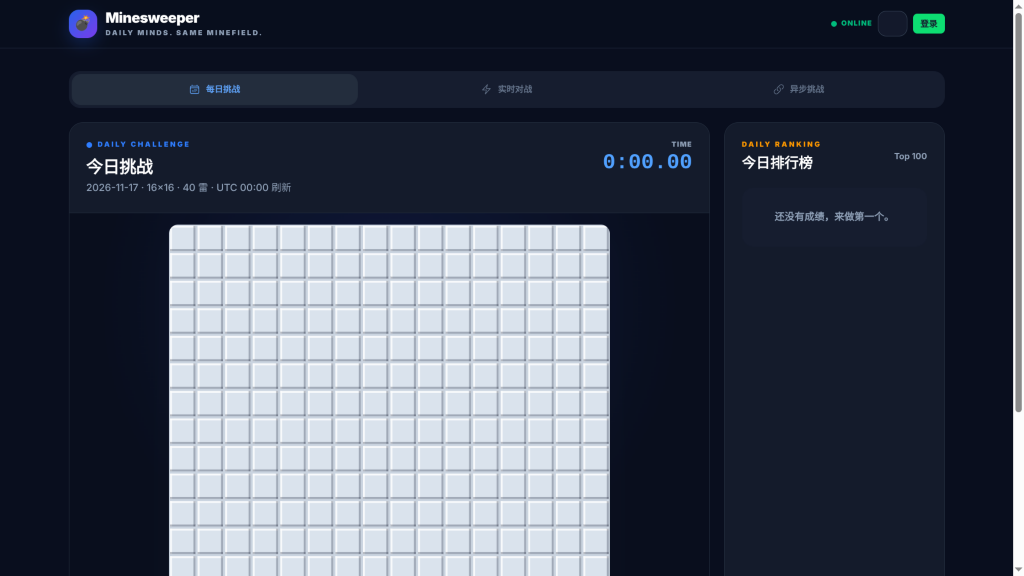 Minesweeper
DAILY MINDS. SAME MINEFIELD.
ONLINE
登录
每日挑战
实时对战
异步挑战
DAILY CHALLENGE
今日挑战
2026-11-17 · 16×16 · 40 雷 · UTC 00:00 刷新
TIME
0:00.00
DAILY RANKING
今日排行榜
Top 100
还没有成绩，来做第一个。